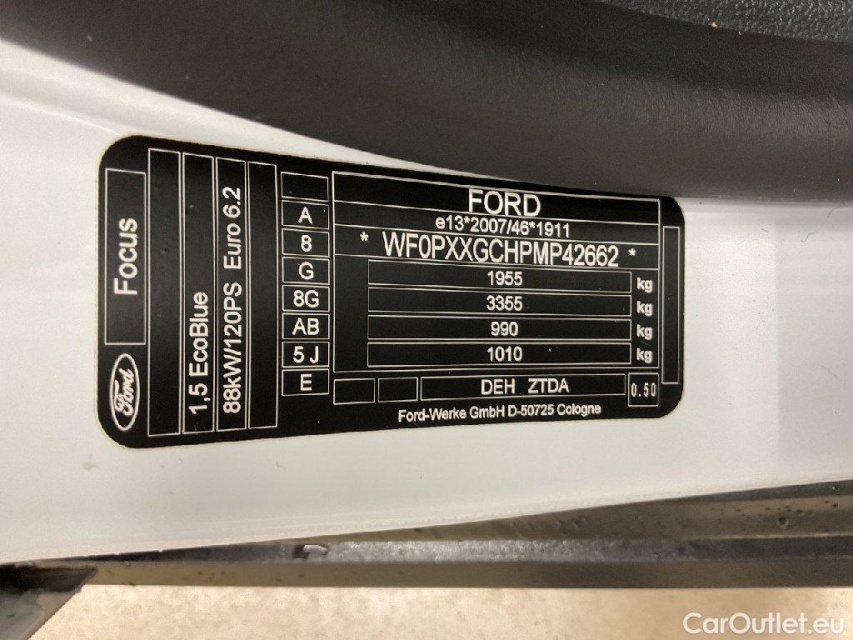 Focus
Ford
1,5 EcoBlue
88kW/120PS Euro 6.2
A
8
G
8G
AB
5 J
E
FORD
e13*2007/46*1911
* WF0PXXGCHPMP42662 *
1955 kg
3355 kg
990 kg
1010 kg
DEH ZTDA
0.50
Ford-Werke GmbH D-50725 Cologne
CarOutlet.eu